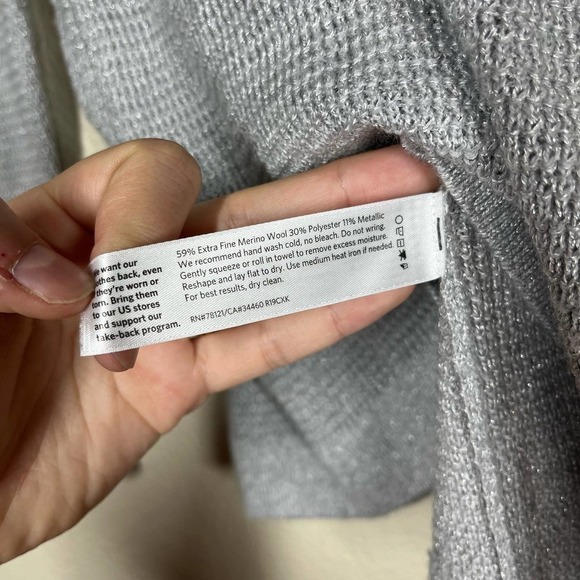 want our
clothes back, even
they're worn or
torn. Bring them
to our US stores
and support our
take-back program.
59% Extra Fine Merino Wool 30% Polyester 11% Metallic
We recommend hand wash cold, no bleach. Do not wring.
Gently squeeze or roll in towel to remove excess moisture.
Reshape and lay flat to dry. Use medium heat iron if needed.
For best results, dry clean.
RN#78121/CA#34460 R19CXK